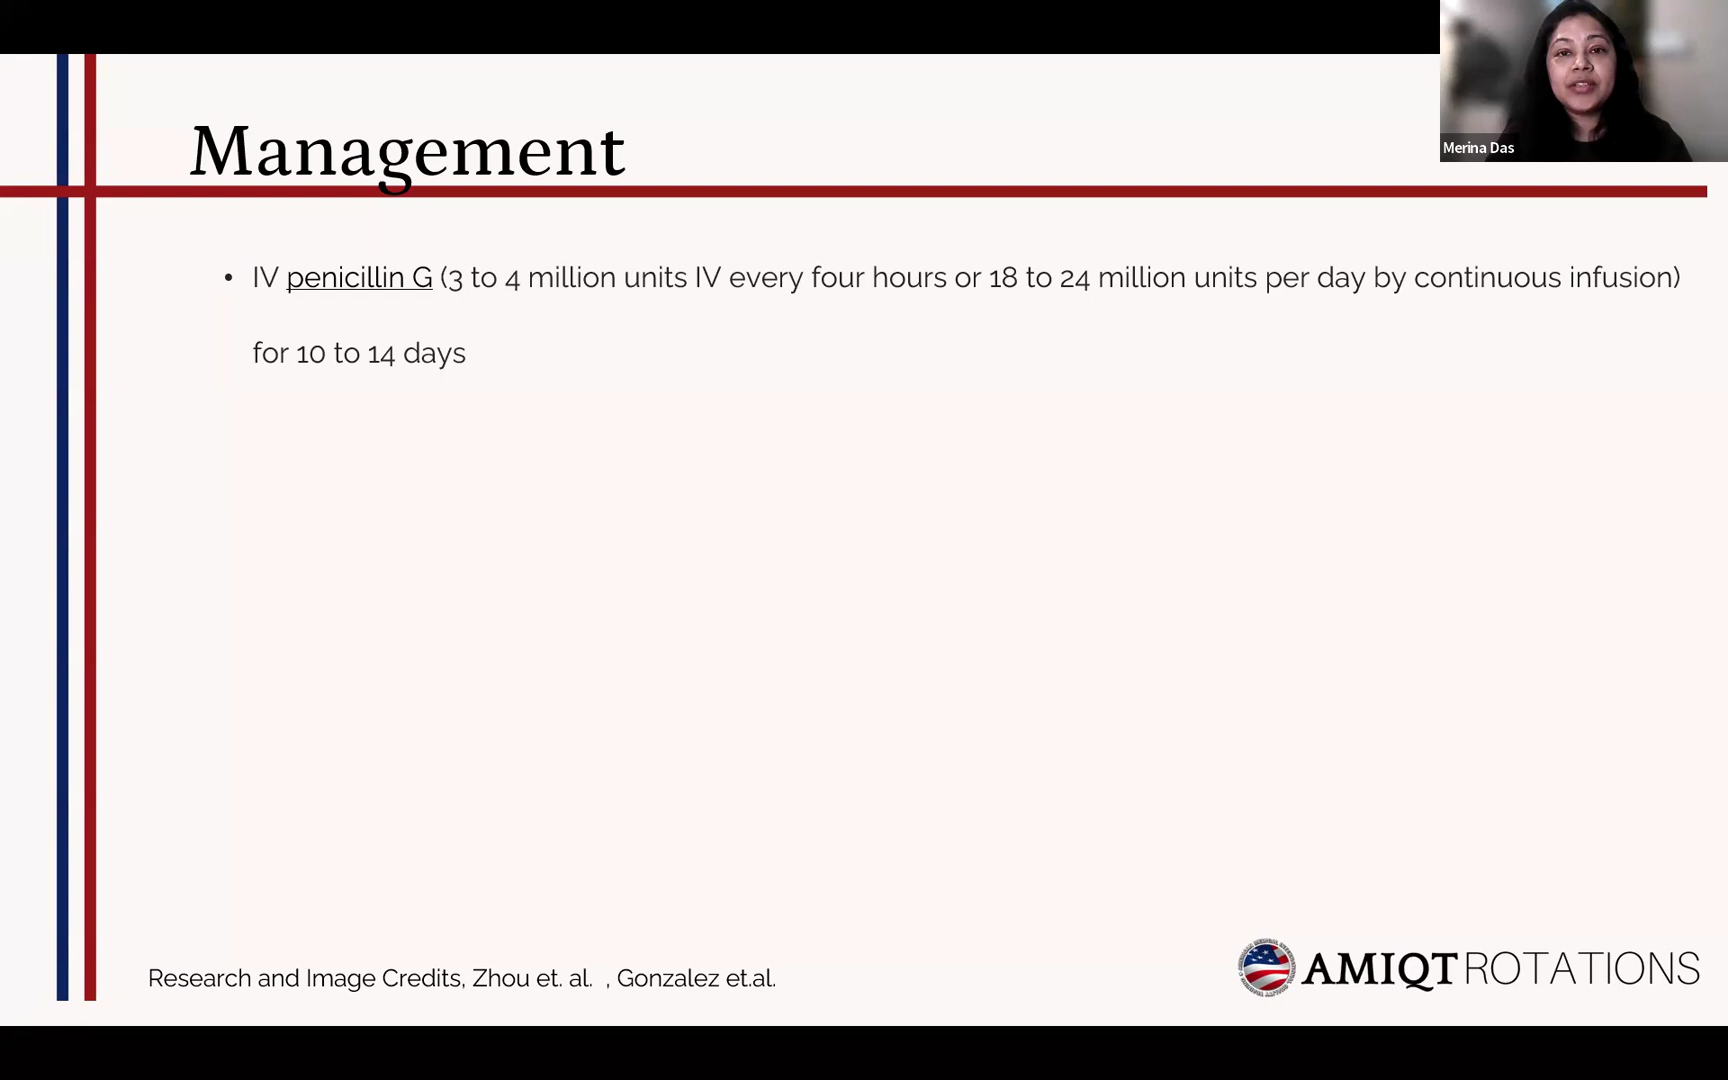 Merina Das
Management
• IV penicillin G (3 to 4 million units IV every four hours or 18 to 24 million units per day by continuous infusion)
for 10 to 14 days
Research and Image Credits, Zhou et. al.  , Gonzalez et.al.
AMIQT ROTATIONS